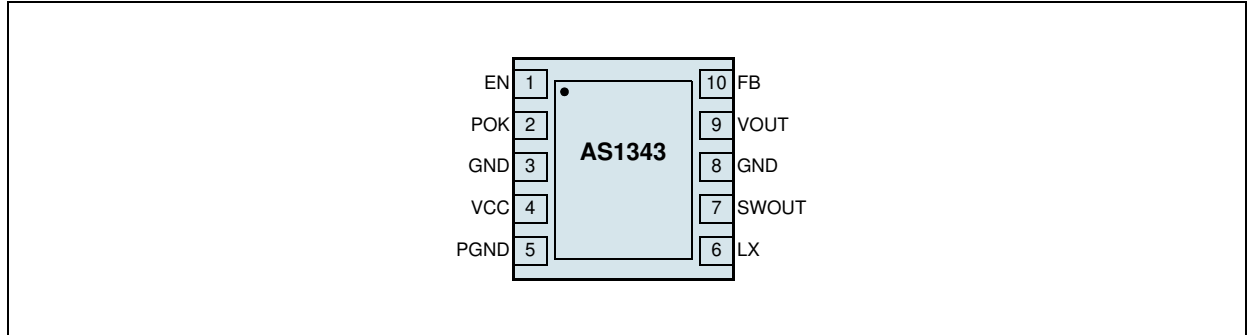 EN 1
POK 2
GND 3
VCC 4
PGND 5
AS1343
10 FB
9 VOUT
8 GND
7 SWOUT
6 LX